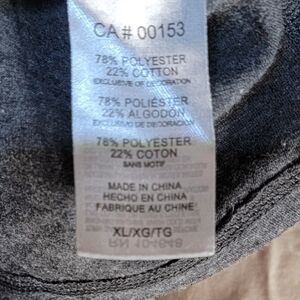 CA# 00153
78% POLYESTER
22% COTTON
EXCLUSIVE OF DECORATION
78% POLIÉSTER
22% ALGODÓN
EXCLUSIVO DE DECORACIÓN
78% POLYESTER
22% COTON
SANS MOTIF
MADE IN CHINA
HECHO EN CHINA
FABRIQUE AU CHINE
XL/XG/TG